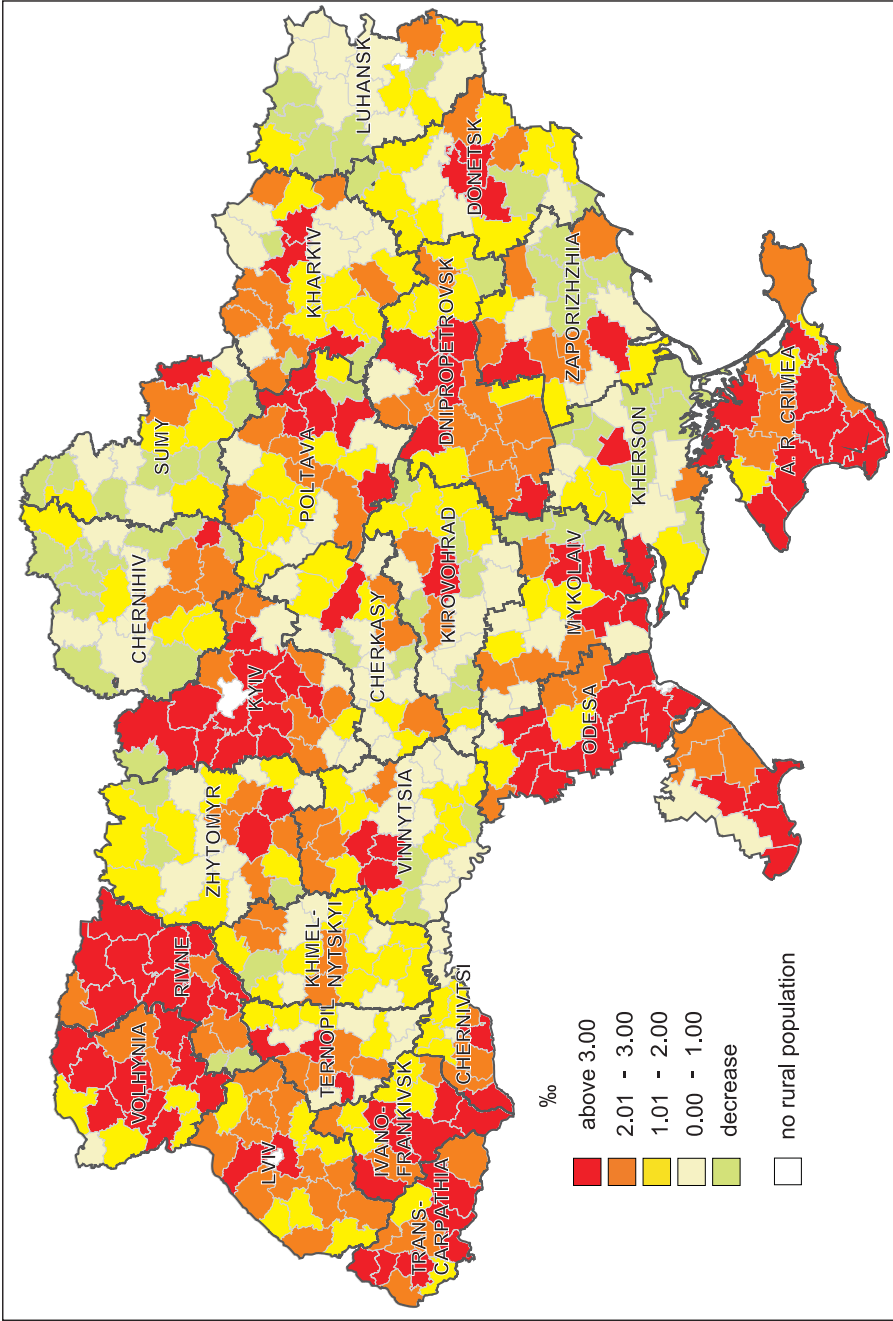 VOLHYNIA
RIVNE
ZHYTOMYR
KYIV
CHERNIHIV
SUMY
LVIV
TERNOPIL
KHMEL-
NYTSKYI
VINNYTSIA
CHERKASY
POLTAVA
KHARKIV
LUHANSK
TRANS-
CARPATHIA
IVANO-
FRANKIVSK
CHERNIVTSI
KIROVOHRAD
DNIPROPETROVSK
DONETSK
ODESA
MYKOLAIV
KHERSON
ZAPORIZHZHIA
A. R. CRIMEA
‰
above 3.00
2.01 - 3.00
1.01 - 2.00
0.00 - 1.00
decrease
no rural population